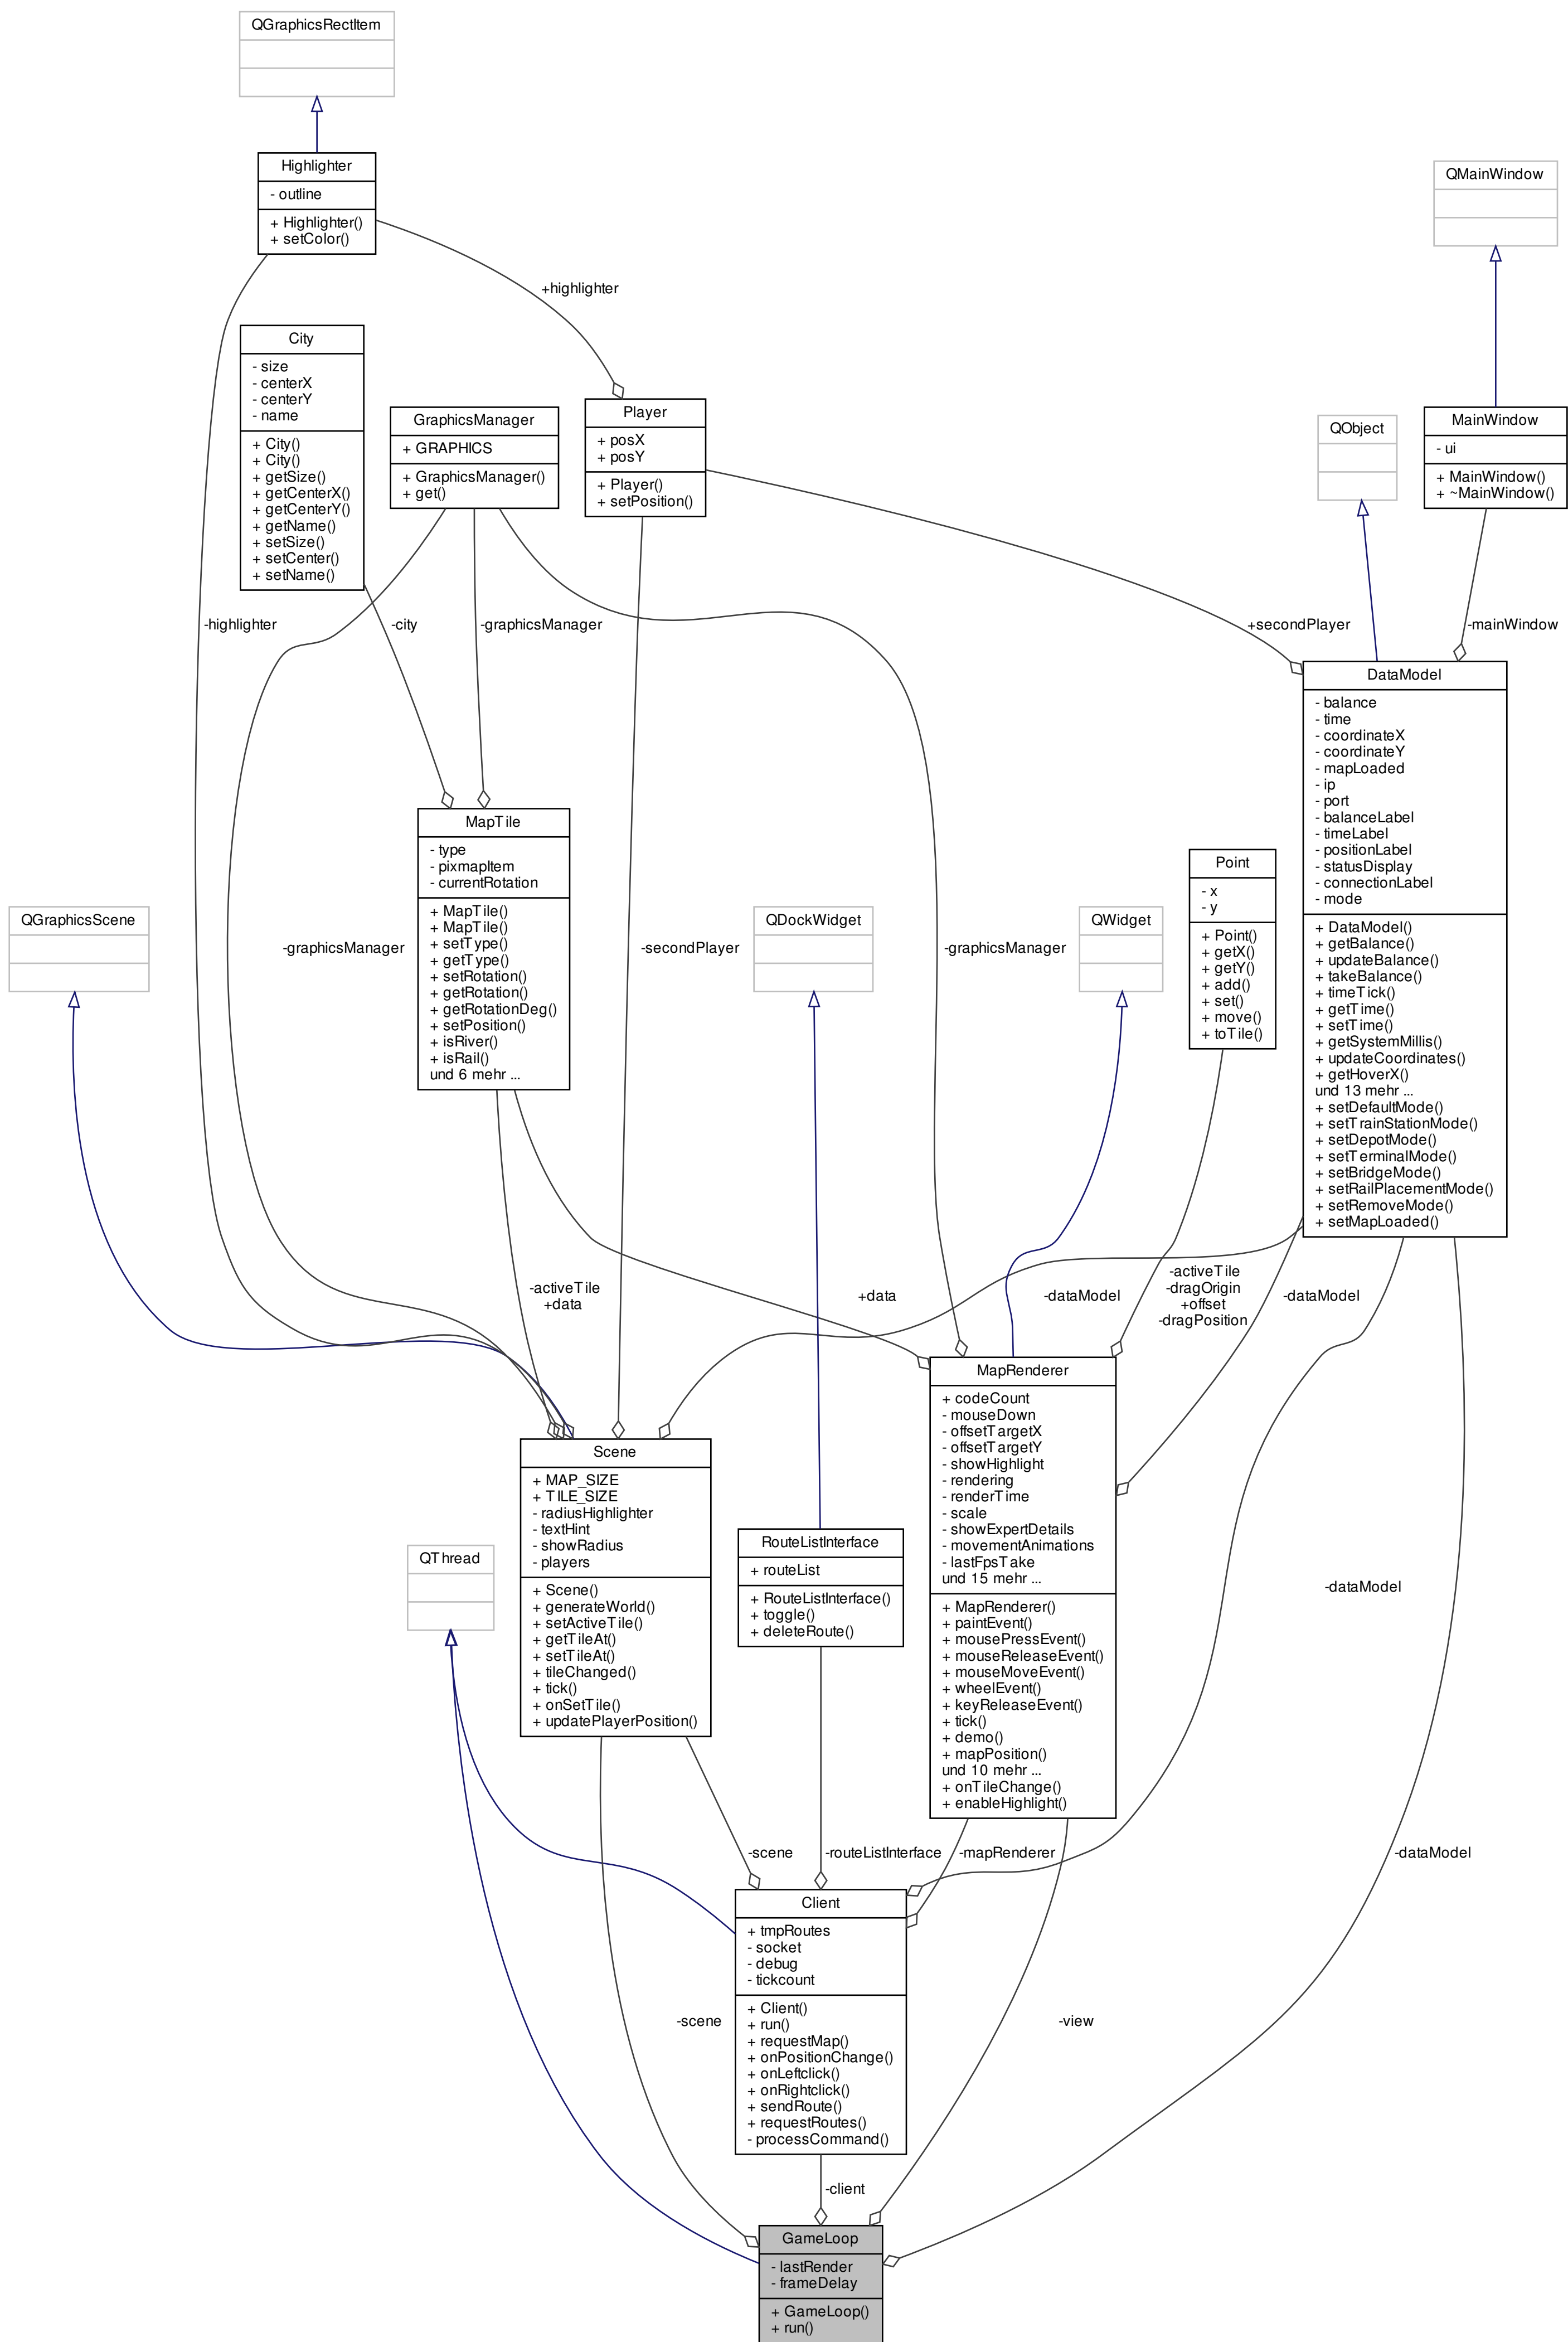 QGraphicsRectItem
Highlighter
- outline
+ Highlighter()
+ setColor()
QMainWindow
+highlighter
City
- size
- centerX
- centerY
- name
+ City()
+ City()
+ getSize()
+ getCenterX()
+ getCenterY()
+ getName()
+ setSize()
+ setCenter()
+ setName()
GraphicsManager
+ GRAPHICS
+ GraphicsManager()
+ get()
Player
+ posX
+ posY
+ Player()
+ setPosition()
QObject
MainWindow
- ui
+ MainWindow()
+ ~MainWindow()
-highlighter
-city
-graphicsManager
+secondPlayer
-mainWindow
DataModel
- balance
- time
- coordinateX
- coordinateY
- mapLoaded
- ip
- port
- balanceLabel
- timeLabel
- positionLabel
- statusDisplay
- connectionLabel
- mode
+ DataModel()
+ getBalance()
+ updateBalance()
+ takeBalance()
+ timeTick()
+ getTime()
+ setTime()
+ getSystemMillis()
+ updateCoordinates()
+ getHoverX()
und 13 mehr ...
+ setDefaultMode()
+ setTrainStationMode()
+ setDepotMode()
+ setTerminalMode()
+ setBridgeMode()
+ setRailPlacementMode()
+ setRemoveMode()
+ setMapLoaded()
MapTile
- type
- pixmapItem
- currentRotation
+ MapTile()
+ MapTile()
+ setType()
+ getType()
+ setRotation()
+ getRotation()
+ getRotationDeg()
+ setPosition()
+ isRiver()
+ isRail()
und 6 mehr ...
Point
- x
- y
+ Point()
+ getX()
+ getY()
+ add()
+ set()
+ move()
+ toTile()
QGraphicsScene
-graphicsManager
-secondPlayer
QDockWidget
-graphicsManager
QWidget
-activeTile
+data
+data
-dataModel
-activeTile
-dragOrigin
+offset
-dragPosition
-dataModel
MapRenderer
+ codeCount
- mouseDown
- offsetTargetX
- offsetTargetY
- showHighlight
- rendering
- renderTime
- scale
- showExpertDetails
- movementAnimations
- lastFpsTake
und 15 mehr ...
+ MapRenderer()
+ paintEvent()
+ mousePressEvent()
+ mouseReleaseEvent()
+ mouseMoveEvent()
+ wheelEvent()
+ keyReleaseEvent()
+ tick()
+ demo()
+ mapPosition()
und 10 mehr ...
+ onTileChange()
+ enableHighlight()
Scene
+ MAP_SIZE
+ TILE_SIZE
- radiusHighlighter
- textHint
- showRadius
- players
+ Scene()
+ generateWorld()
+ setActiveTile()
+ getTileAt()
+ setTileAt()
+ tileChanged()
+ tick()
+ onSetTile()
+ updatePlayerPosition()
QThread
RouteListInterface
+ routeList
+ RouteListInterface()
+ toggle()
+ deleteRoute()
-dataModel
-scene
-routeListInterface
-mapRenderer
-dataModel
Client
+ tmpRoutes
- socket
- debug
- tickcount
+ Client()
+ run()
+ requestMap()
+ onPositionChange()
+ onLeftclick()
+ onRightclick()
+ sendRoute()
+ requestRoutes()
- processCommand()
-scene
-view
-client
GameLoop
- lastRender
- frameDelay
+ GameLoop()
+ run()